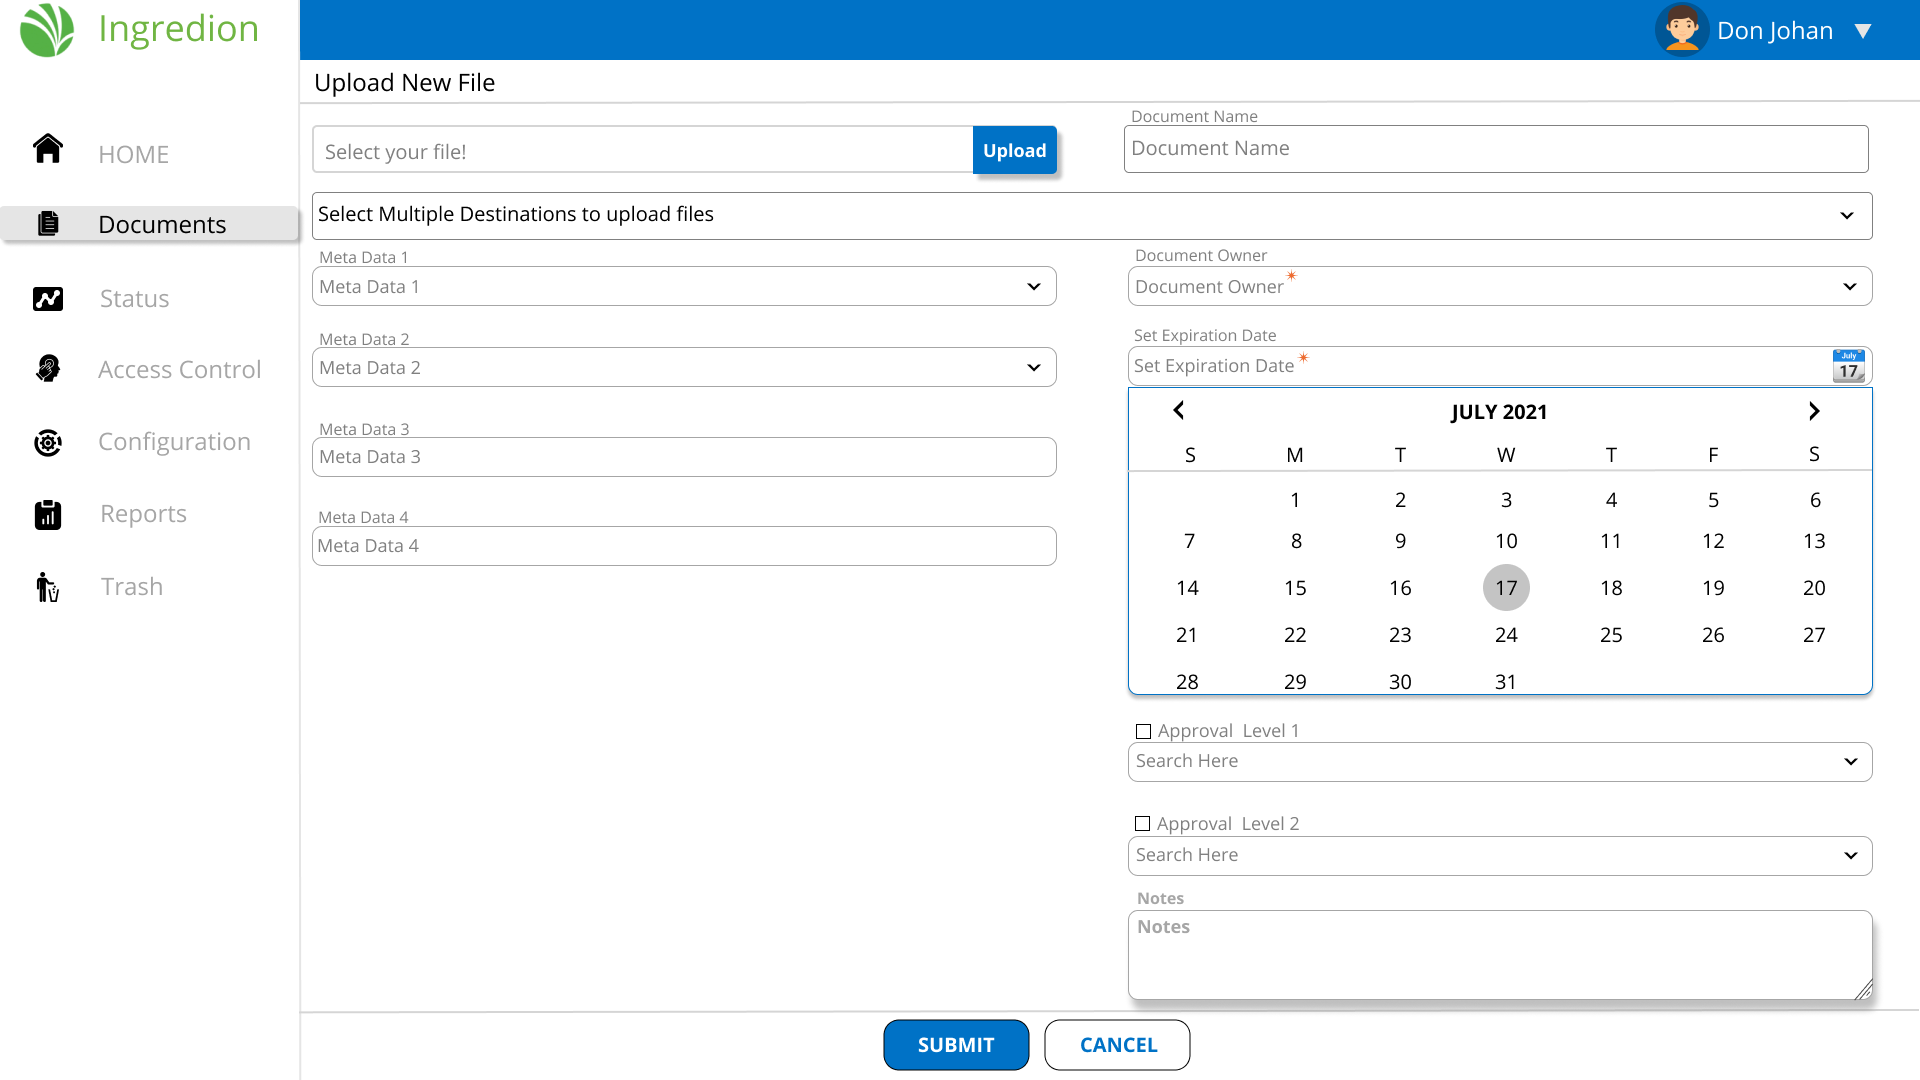 Ingredion
Don Johan
Upload New File
HOME
Documents
Status
Access Control
Configuration
Reports
Trash
Select your file!
Upload
Document Name
Document Name
Select Multiple Destinations to upload files
Meta Data 1
Meta Data 1
Meta Data 2
Meta Data 2
Meta Data 3
Meta Data 3
Meta Data 4
Meta Data 4
Document Owner
Document Owner*
Set Expiration Date
Set Expiration Date*
July
17
JULY 2021
S M T W T F S
1 2 3 4 5 6
7 8 9 10 11 12 13
14 15 16 17 18 19 20
21 22 23 24 25 26 27
28 29 30 31
Approval Level 1
Search Here
Approval Level 2
Search Here
Notes
Notes
SUBMIT
CANCEL